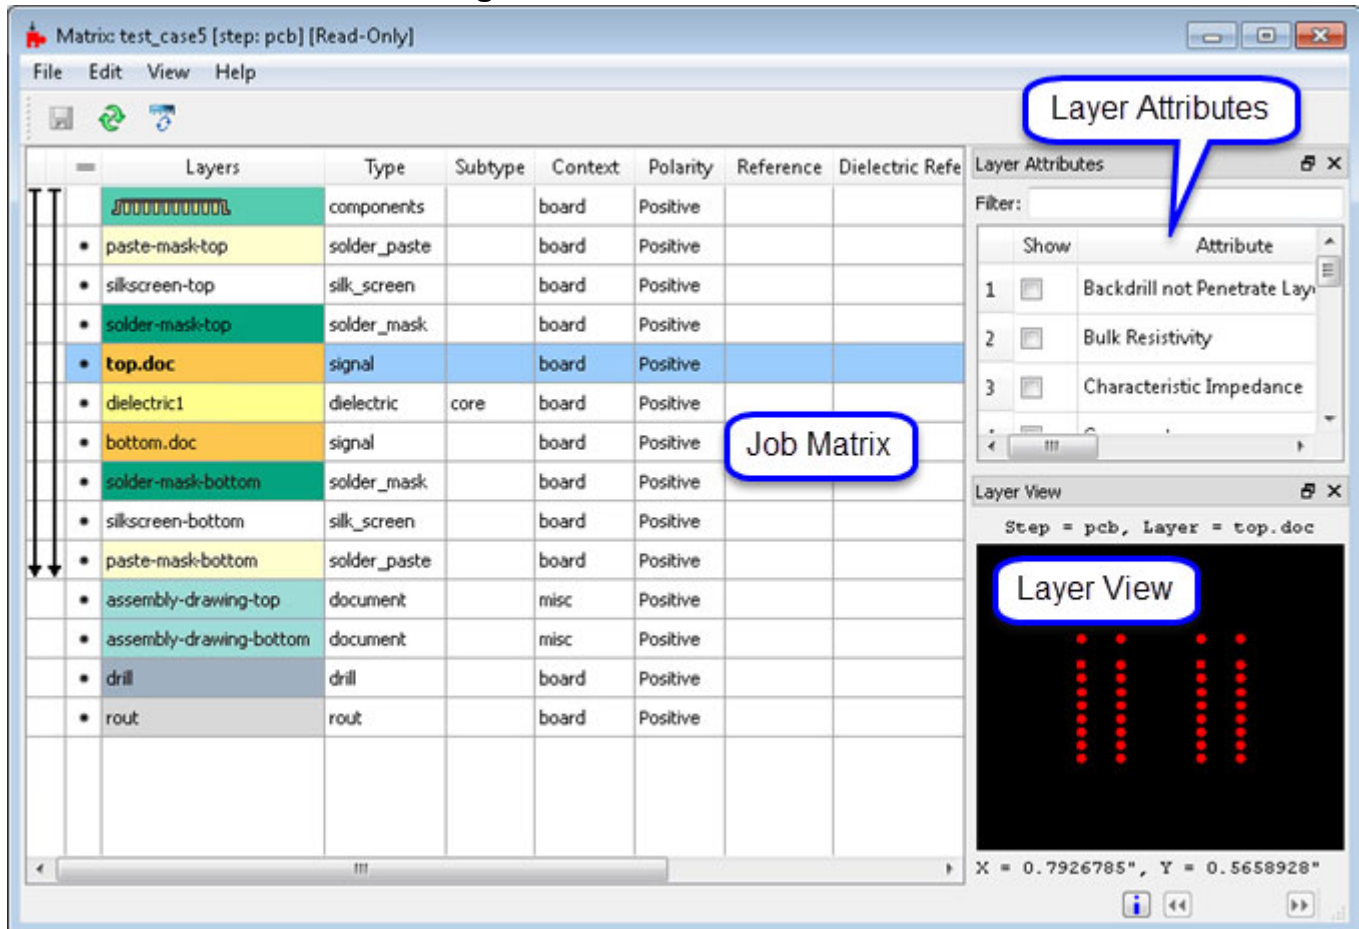 Matrix: test_case5 [step: pcb] [Read-Only]
File Edit View Help
Layer Attributes
Layers Type Subtype Context Polarity Reference Dielectric Refe
Layer Attributes
Filter:
Show Attribute
1 Backdrill not Penetrate Lay
2 Bulk Resistivity
3 Characteristic Impedance
components board Positive
paste-mask-top solder_paste board Positive
silkscreen-top silk_screen board Positive
solder-mask-top solder_mask board Positive
top.doc signal board Positive
dielectric1 dielectric core board Positive
bottom.doc signal board Positive
solder-mask-bottom solder_mask board Positive
silkscreen-bottom silk_screen board Positive
paste-mask-bottom solder_paste board Positive
assembly-drawing-top document misc Positive
assembly-drawing-bottom document misc Positive
drill drill board Positive
rout rout board Positive
Job Matrix
Layer View
Step = pcb, Layer = top.doc
Layer View
X = 0.7926785", Y = 0.5658928"